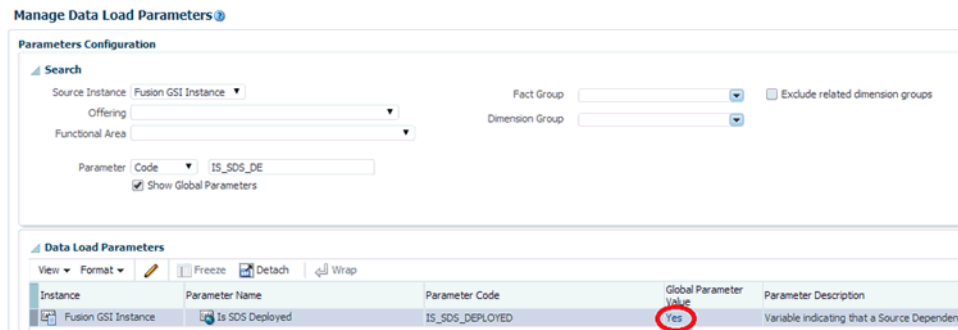 Manage Data Load Parameters
Parameters Configuration
Search
Source Instance Fusion GSI Instance
Fact Group
Exclude related dimension groups
Offering
Dimension Group
Functional Area
Parameter Code IS_SDS_DE
Show Global Parameters
Data Load Parameters
View Format Freeze Detach Wrap
Instance Parameter Name Parameter Code Global Parameter Value Parameter Description
Fusion GSI Instance Is SDS Deployed IS_SDS_DEPLOYED Yes Variable indicating that a Source Dependen